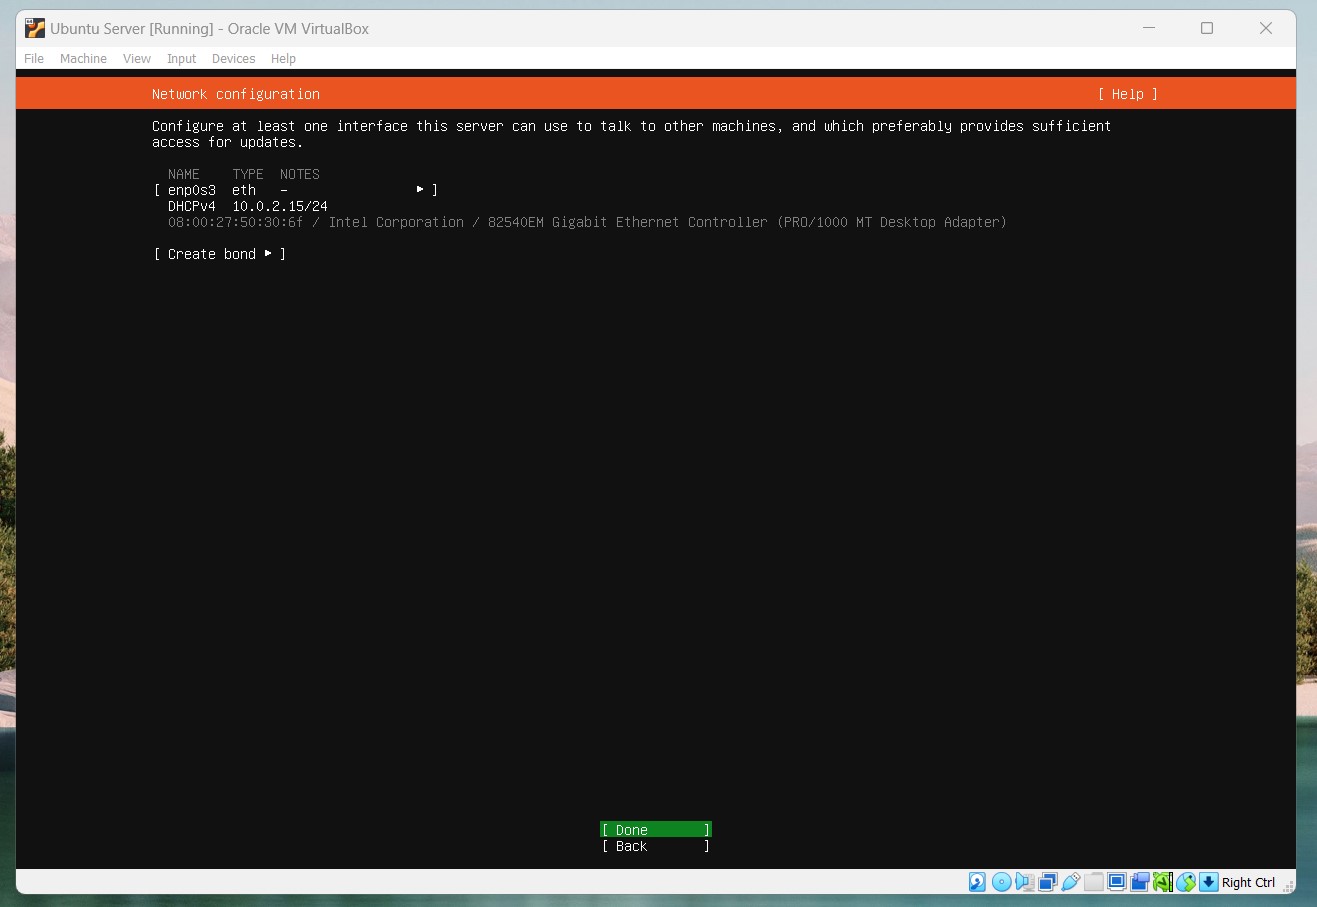 Ubuntu Server [Running] - Oracle VM VirtualBox
File Machine View Input Devices Help
Network configuration [ Help ]
Configure at least one interface this server can use to talk to other machines, and which preferably provides sufficient
access for updates.
NAME TYPE NOTES
[ enp0s3 eth - ▸ ]
DHCPv4 10.0.2.15/24
08:00:27:50:30:6f / Intel Corporation / 82540EM Gigabit Ethernet Controller (PRO/1000 MT Desktop Adapter)
[ Create bond ▸ ]
[ Done ]
[ Back ]
Right Ctrl